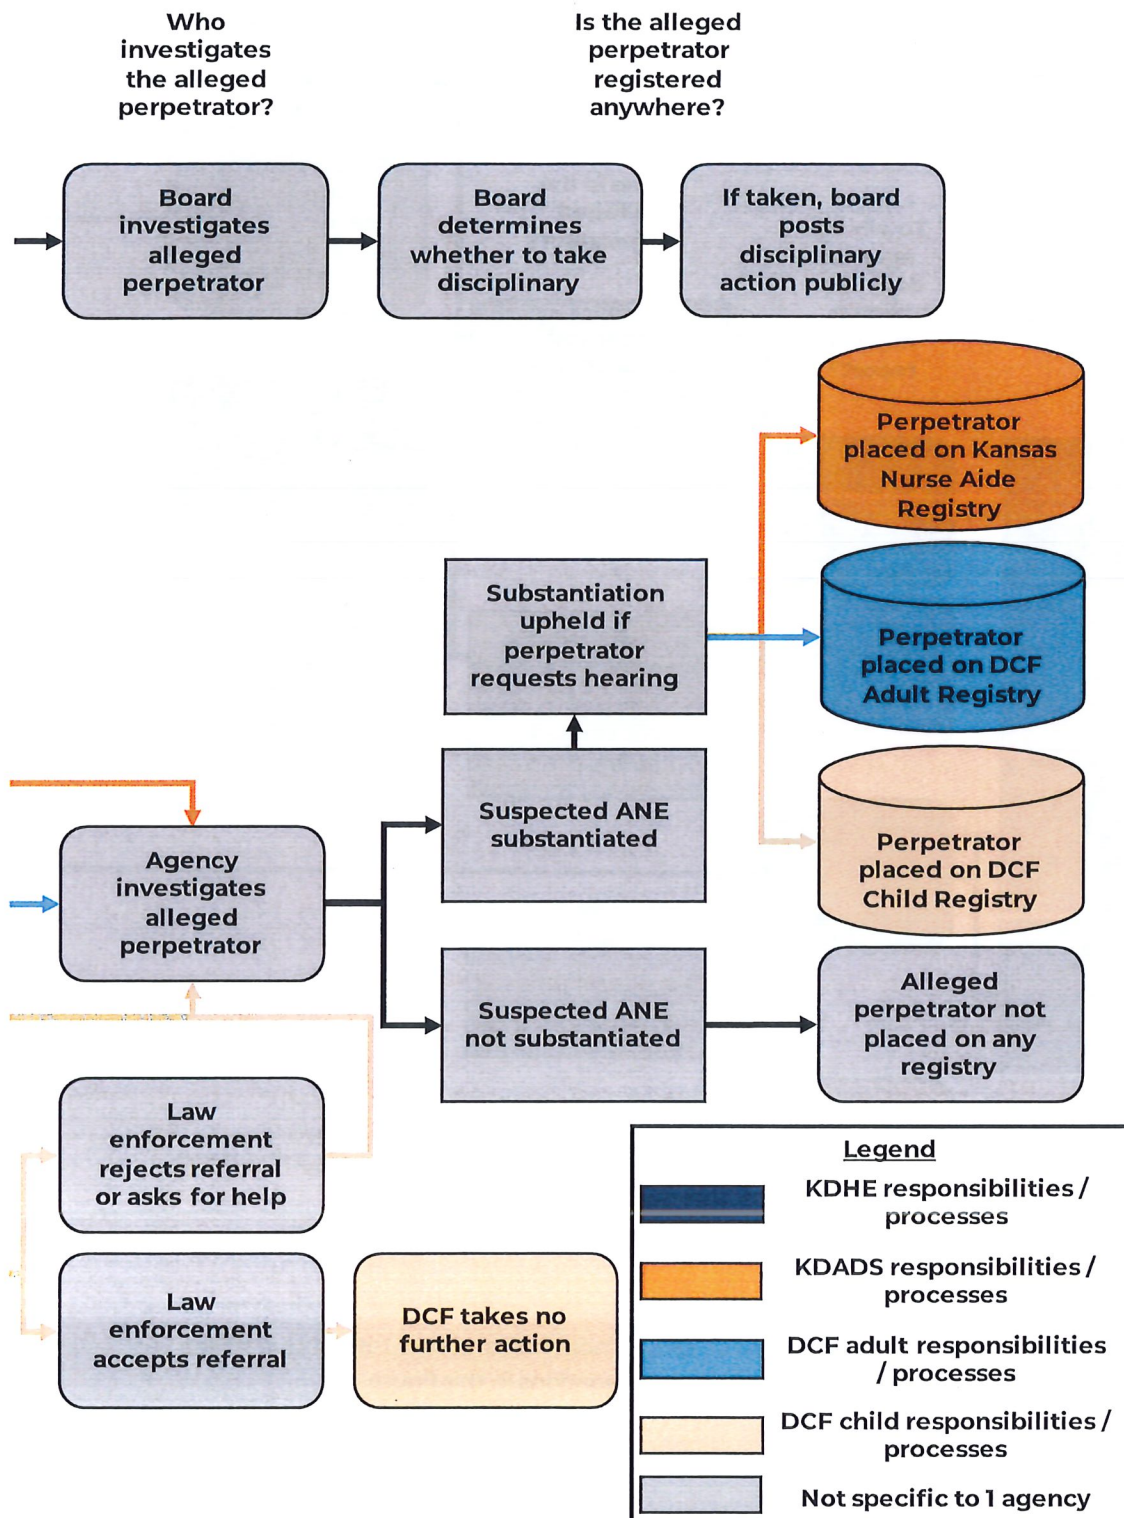 Who
investigates
the alleged
perpetrator?
Is the alleged
perpetrator
registered
anywhere?
Board
investigates
alleged
perpetrator
Board
determines
whether to take
disciplinary
If taken, board
posts
disciplinary
action publicly
Perpetrator
placed on Kansas
Nurse Aide
Registry
Substantiation
upheld if
perpetrator
requests hearing
Perpetrator
placed on DCF
Adult Registry
Suspected ANE
substantiated
Perpetrator
placed on DCF
Child Registry
Agency
investigates
alleged
perpetrator
Suspected ANE
not substantiated
Alleged
perpetrator not
placed on any
registry
Law
enforcement
rejects referral
or asks for help
Law
enforcement
accepts referral
DCF takes no
further action
Legend
KDHE responsibilities /
processes
KDADS responsibilities /
processes
DCF adult responsibilities
/ processes
DCF child responsibilities /
processes
Not specific to 1 agency